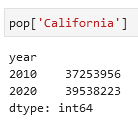 pop['California']
year
2010    37253956
2020    39538223
dtype: int64